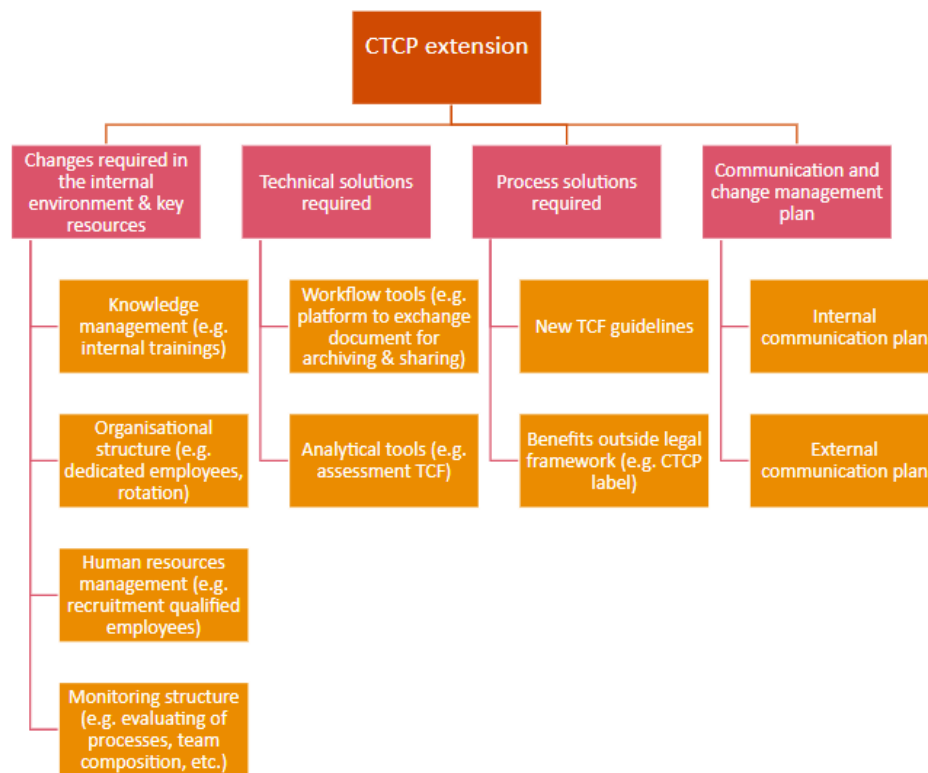 CTCP extension
Changes required in
the internal
environment & key
resources
Technical solutions
required
Process solutions
required
Communication and
change management
plan
Knowledge
management (e.g.
internal trainings)
Workflow tools (e.g.
platform to exchange
document for
archiving & sharing)
New TCF guidelines
Internal
communication plan
Organisational
structure (e.g.
dedicated employees,
rotation)
Analytical tools (e.g.
assessment TCF)
Benefits outside legal
framework (e.g. CTCP
label)
External
communication plan
Human resources
management (e.g.
recruitment qualified
employees)
Monitoring structure
(e.g. evaluating of
processes, team
composition, etc.)